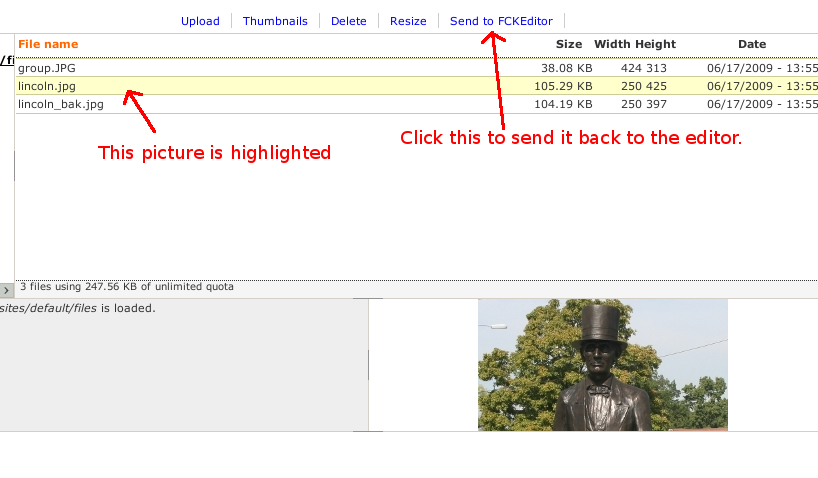 Upload Thumbnails Delete Resize Send to FCKEditor
File name Size Width Height Date
/fi
group.JPG 38.08 KB 424 313 06/17/2009 - 13:55
lincoln.jpg 105.29 KB 250 425 06/17/2009 - 13:55
lincoln_bak.jpg 104.19 KB 250 397 06/17/2009 - 13:55
Click this to send it back to the editor.
This picture is highlighted
3 files using 247.56 KB of unlimited quota
sites/default/files is loaded.